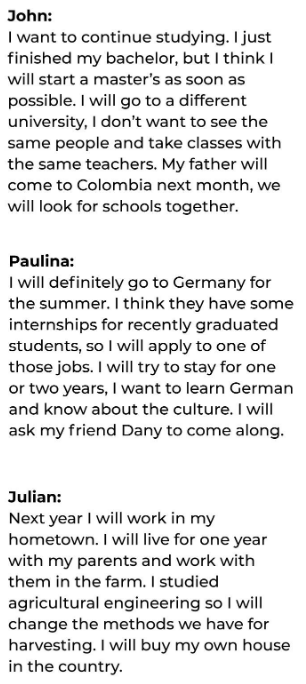 John:
I want to continue studying. I just
finished my bachelor, but I think I
will start a master's as soon as
possible. I will go to a different
university, I don't want to see the
same people and take classes with
the same teachers. My father will
come to Colombia next month, we
will look for schools together.
Paulina:
I will definitely go to Germany for
the summer. I think they have some
internships for recently graduated
students, so I will apply to one of
those jobs. I will try to stay for one
or two years, I want to learn German
and know about the culture. I will
ask my friend Dany to come along.
Julian:
Next year I will work in my
hometown. I will live for one year
with my parents and work with
them in the farm. I studied
agricultural engineering so I will
change the methods we have for
harvesting. I will buy my own house
in the country.